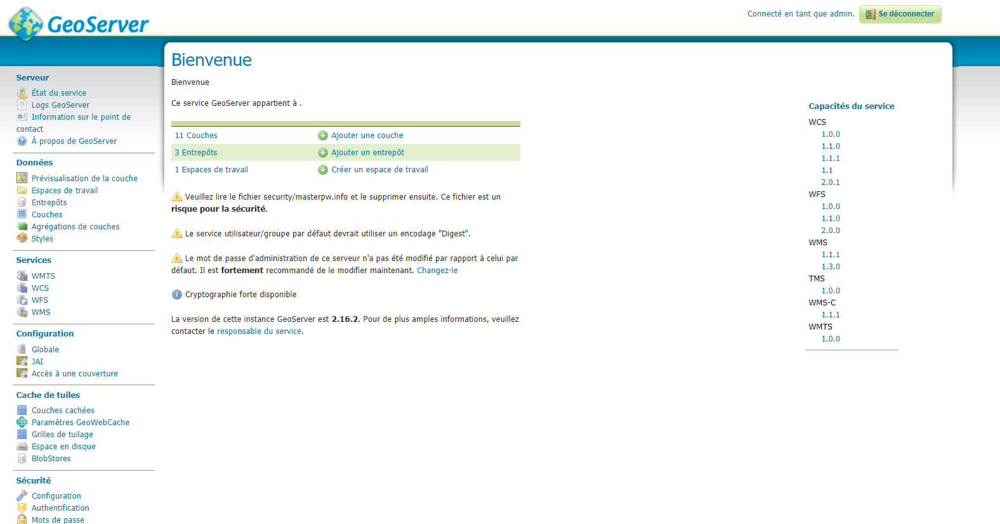 GeoServer
Connecté en tant que admin.
Se déconnecter
Serveur
État du service
Logs GeoServer
Information sur le point de
contact
À propos de GeoServer
Données
Prévisualisation de la couche
Espaces de travail
Entrepôts
Couches
Agrégations de couches
Styles
Services
WMTS
WCS
WFS
WMS
Configuration
Globale
JAI
Accès à une couverture
Cache de tuiles
Couches cachées
Paramètres GeoWebCache
Grilles de tuilage
Espace en disque
BlobStores
Sécurité
Configuration
Authentification
Mots de passe
Bienvenue
Bienvenue
Ce service GeoServer appartient à .
11 Couches
Ajouter une couche
3 Entrepôts
Ajouter un entrepôt
1 Espaces de travail
Créer un espace de travail
Veuillez lire le fichier security/masterpw.info et le supprimer ensuite. Ce fichier est un
risque pour la sécurité.
Le service utilisateur/groupe par défaut devrait utiliser un encodage "Digest".
Le mot de passe d'administration de ce serveur n'a pas été modifié par rapport à celui par
défaut. Il est fortement recommandé de le modifier maintenant. Changez-le
Cryptographie forte disponible
La version de cette instance GeoServer est 2.16.2. Pour de plus amples informations, veuillez
contacter le responsable du service.
Capacités du service
WCS
1.0.0
1.1.0
1.1.1
1.1
2.0.1
WFS
1.0.0
1.1.0
2.0.0
WMS
1.1.1
1.3.0
TMS
1.0.0
WMS-C
1.1.1
WMTS
1.0.0